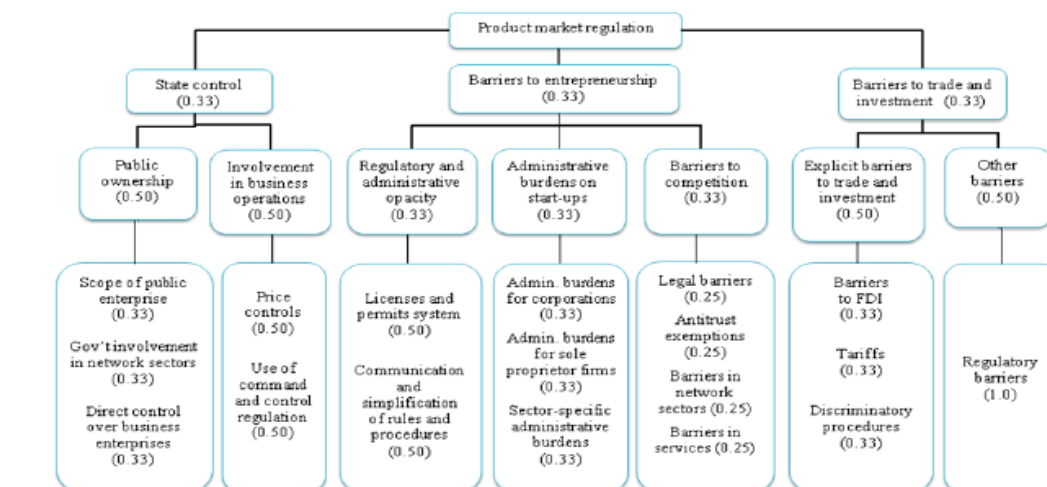 Product market regulation
State control
(0.33)
Barriers to entrepreneurship
(0.33)
Barriers to trade and
investment (0.33)
Public
ownership
(0.50)
Involvement
in business
operations
(0.50)
Regulatory and
administrative
opacity
(0.33)
Administrative
burdens on
start-ups
(0.33)
Barriers to
competition
(0.33)
Explicit barriers
to trade and
investment
(0.50)
Other
barriers
(0.50)
Scope of public
enterprise
(0.33)
Gov't involvement
in network sectors
(0.33)
Direct control
over business
enterprises
(0.33)
Price
controls
(0.50)
Use of
command
and control
regulation
(0.50)
Licenses and
permits system
(0.50)
Communication
and
simplification
of rules and
procedures
(0.50)
Admin. burdens
for corporations
(0.33)
Admin. burdens
for sole
proprietor firms
(0.33)
Sector-specific
administrative
burdens
(0.33)
Legal barriers
(0.25)
Antitrust
exemptions
(0.25)
Barriers in
network
sectors (0.25)
Barriers in
services (0.25)
Barriers
to FDI
(0.33)
Tariffs
(0.33)
Discriminatory
procedures
(0.33)
Regulatory
barriers
(1.0)